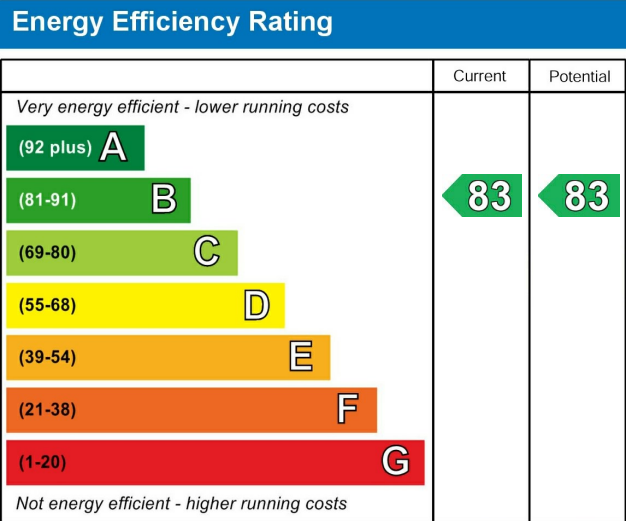 Energy Efficiency Rating
Current Potential
Very energy efficient - lower running costs
(92 plus) A
(81-91) B 83 83
(69-80) C
(55-68) D
(39-54) E
(21-38) F
(1-20) G
Not energy efficient - higher running costs